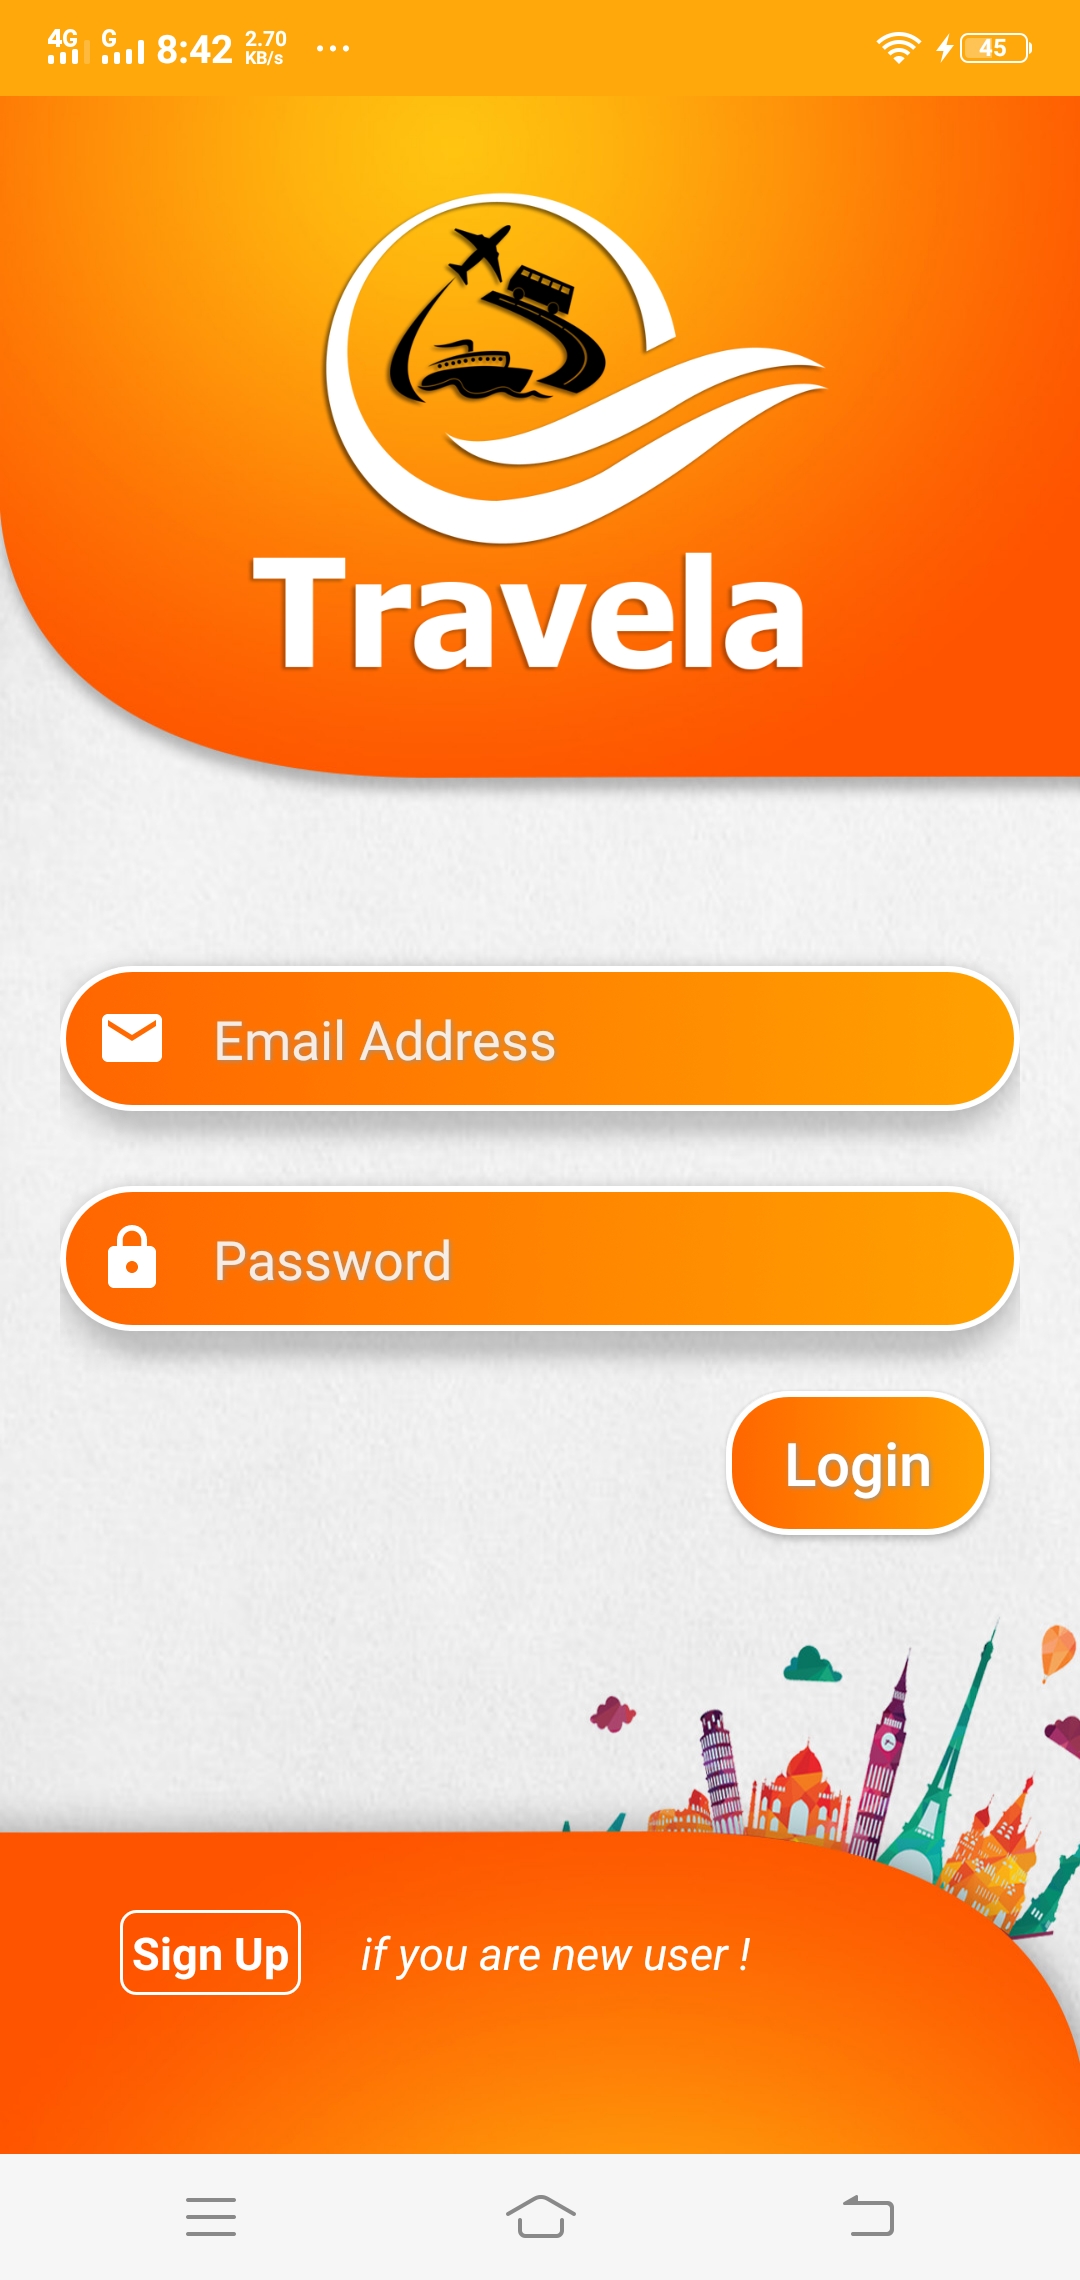 4G G 8:42 2.70 KB/s ... 45
Travela
Email Address
Password
Login
Sign Up if you are new user !